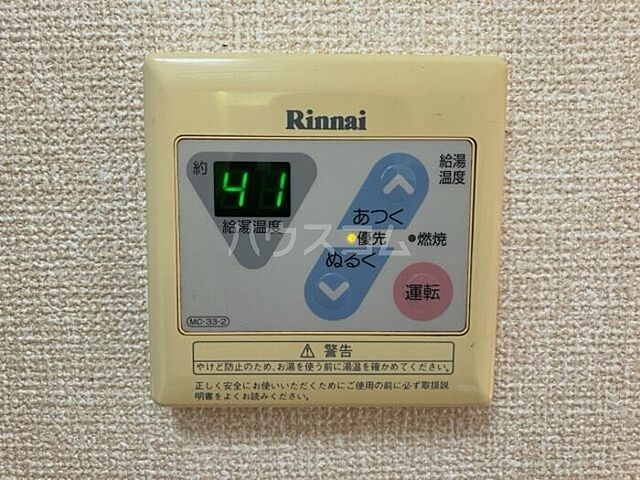 Rinnai
約
41
給湯温度
給湯
温度
あつく
優先
燃焼
ぬるく
運転
MC-33-2
ハウスコム
⚠ 警告
やけど防止のため、お湯を使う前に湯温を確かめてください。
正しく安全にお使いいただくためにご使用の前に必ず取扱説
明書をよくお読みください。